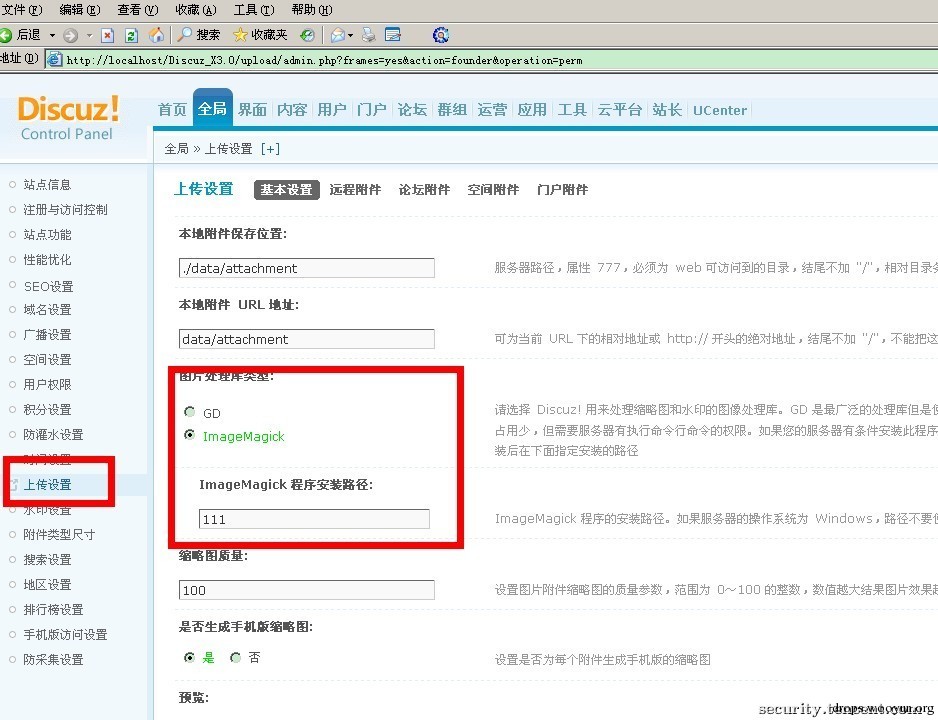 文件(F) 编辑(E) 查看(V) 收藏(A) 工具(T) 帮助(H)
后退 搜索 收藏夹
地址(D) http://localhost/Discuz_X3.0/upload/admin.php?frames=yes&action=founder&operation=perm
Discuz!
Control Panel
首页 全局 界面 内容 用户 门户 论坛 群组 运营 应用 工具 云平台 站长 UCenter
全局 » 上传设置 [+]
站点信息
注册与访问控制
站点功能
性能优化
SEO设置
域名设置
广播设置
空间设置
用户权限
积分设置
防灌水设置
时间设置
上传设置
水印设置
附件类型尺寸
搜索设置
地区设置
排行榜设置
手机版访问设置
防采集设置
上传设置 基本设置 远程附件 论坛附件 空间附件 门户附件
本地附件保存位置:
./data/attachment
服务器路径，属性 777，必须为 web 可访问到的目录，结尾不加 "/"，相对目录务
本地附件 URL 地址:
data/attachment
可为当前 URL 下的相对地址或 http:// 开头的绝对地址，结尾不加 "/"，不能把这
图片处理库类型:
GD
ImageMagick
请选择 Discuz! 用来处理缩略图和水印的图像处理库。GD 是最广泛的处理库但是使
占用少，但需要服务器有执行命令行命令的权限。如果您的服务器有条件安装此程序
装后在下面指定安装的路径
ImageMagick 程序安装路径:
111
ImageMagick 程序的安装路径。如果服务器的操作系统为 Windows，路径不要使
缩略图质量:
100
设置图片附件缩略图的质量参数，范围为 0～100 的整数，数值越大结果图片效果越
是否生成手机版缩略图:
是 否
设置是否为每个附件生成手机版的缩略图
预览:
security.tencent.com
drops.wooyun.org